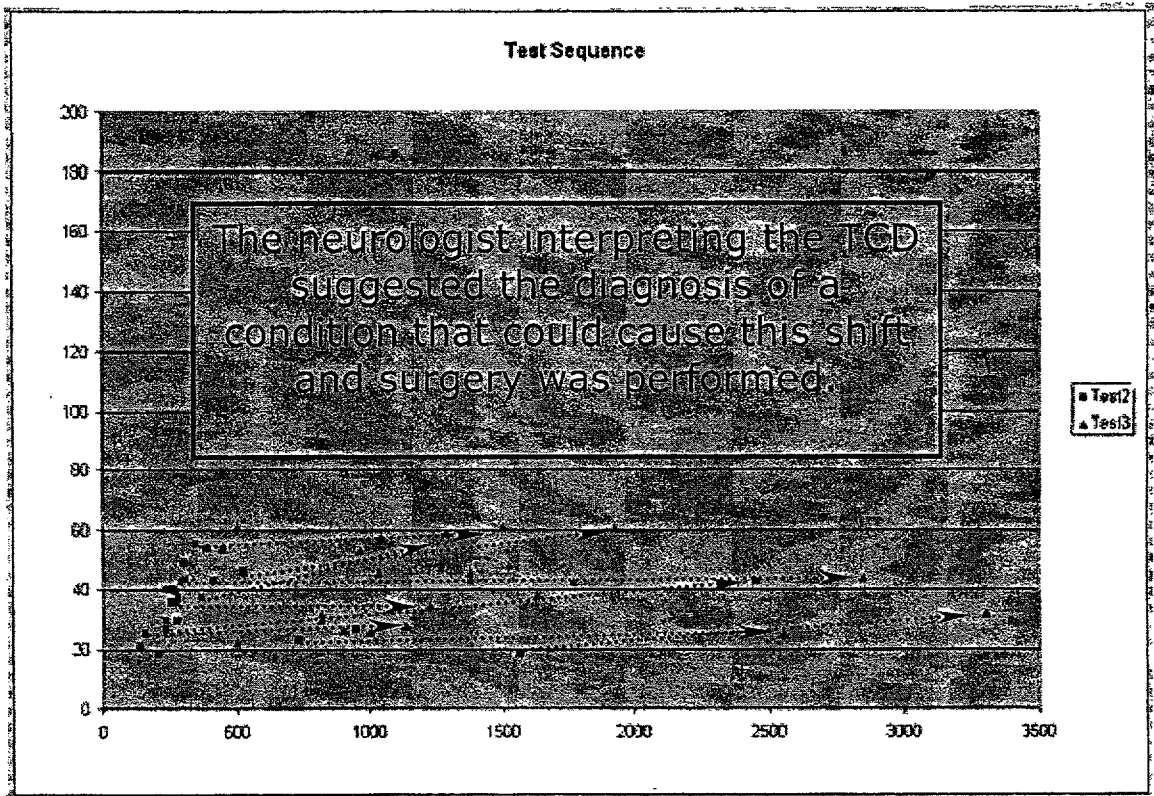 Test Sequence
200
180
160
140
120
100
80
60
40
20
0
The neurologist interpreting the TCD
suggested the diagnosis of a
condition that could cause this shift
and surgery was performed.
Test2
Test3
0
500
1000
1500
2000
2500
3000
3500